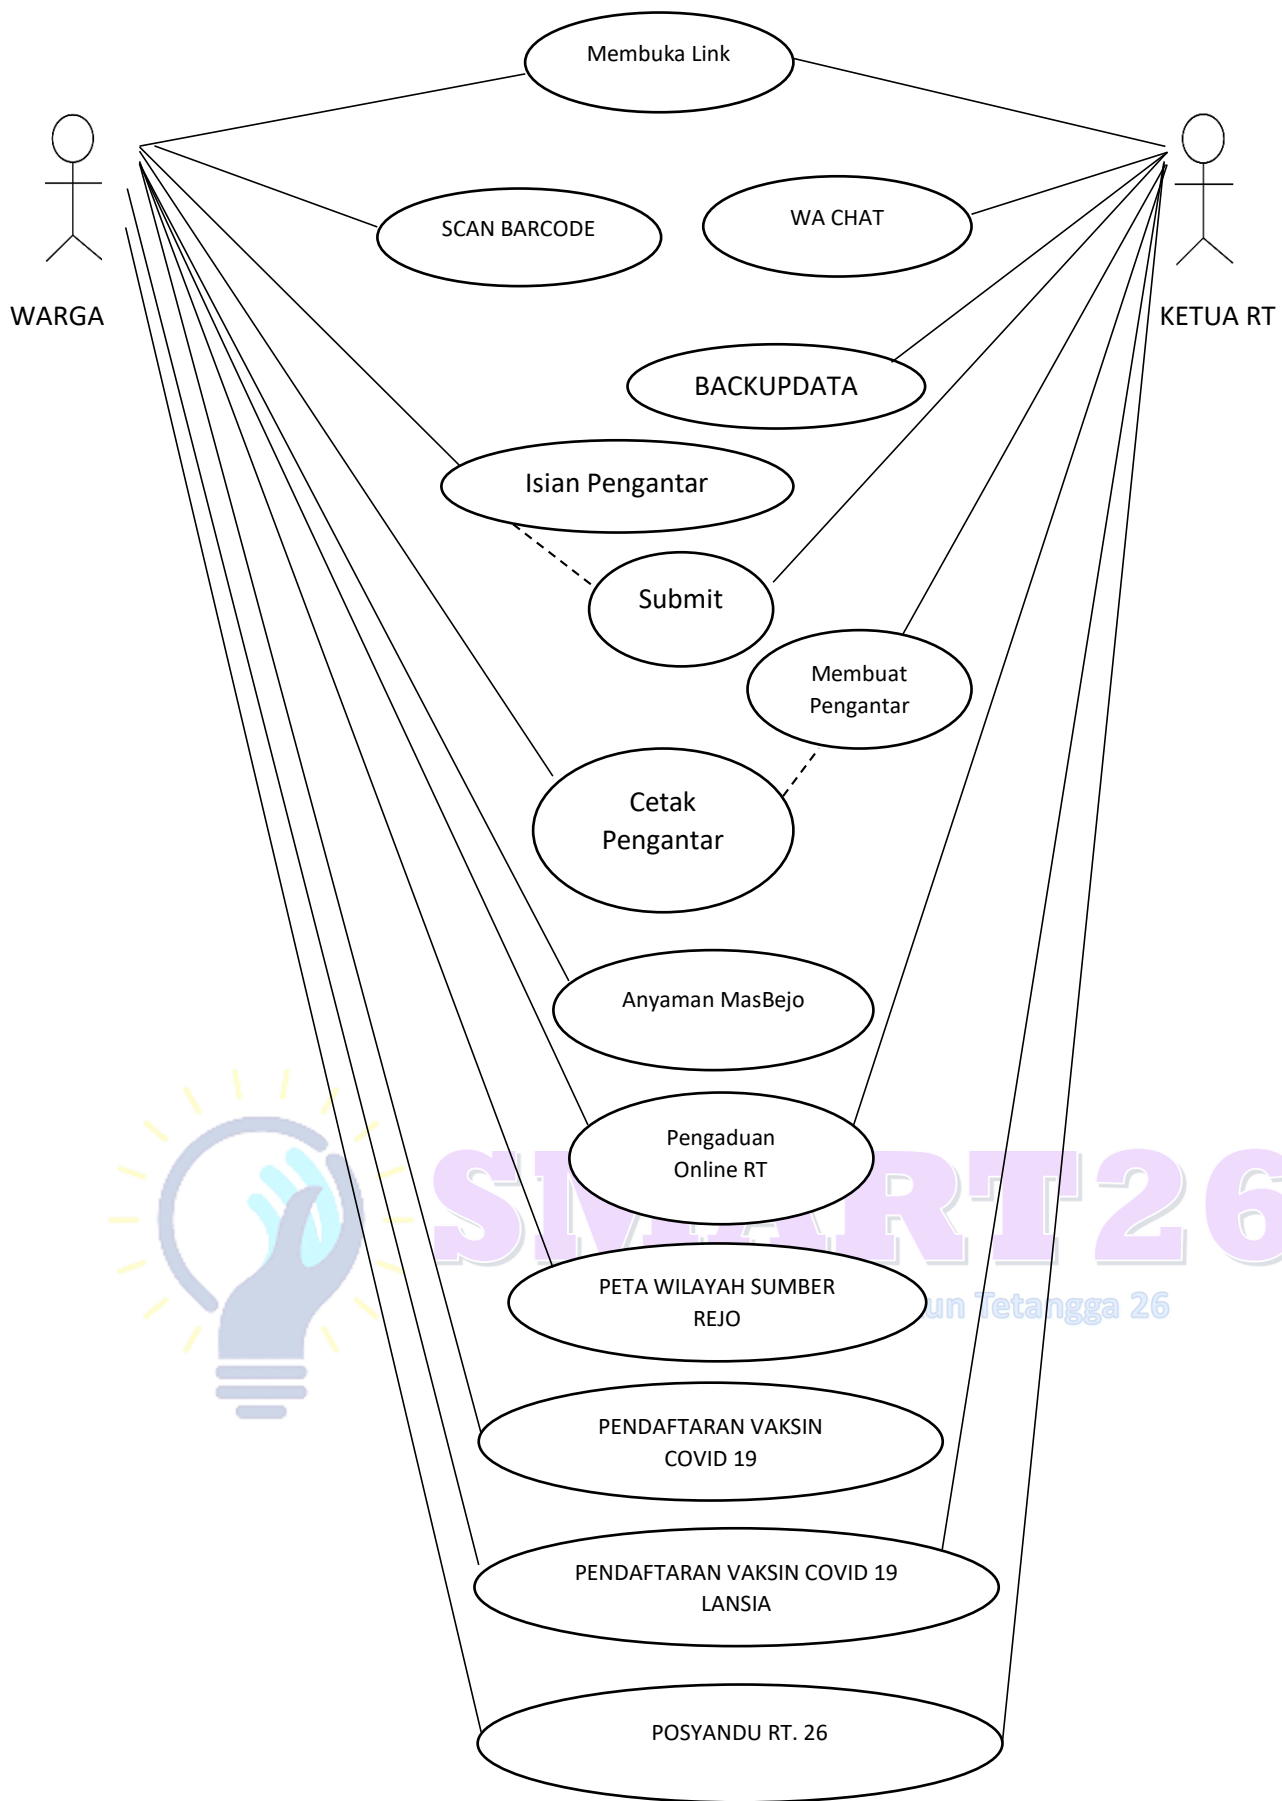 Membuka Link
SCAN BARCODE
WA CHAT
WARGA
KETUA RT
BACKUPDATA
Isian Pengantar
Submit
Membuat
Pengantar
Cetak
Pengantar
Anyaman MasBejo
Pengaduan
Online RT
SMART26
PETA WILAYAH SUMBER
REJO
un Tetangga 26
PENDAFTARAN VAKSIN
COVID 19
PENDAFTARAN VAKSIN COVID 19
LANSIA
POSYANDU RT. 26